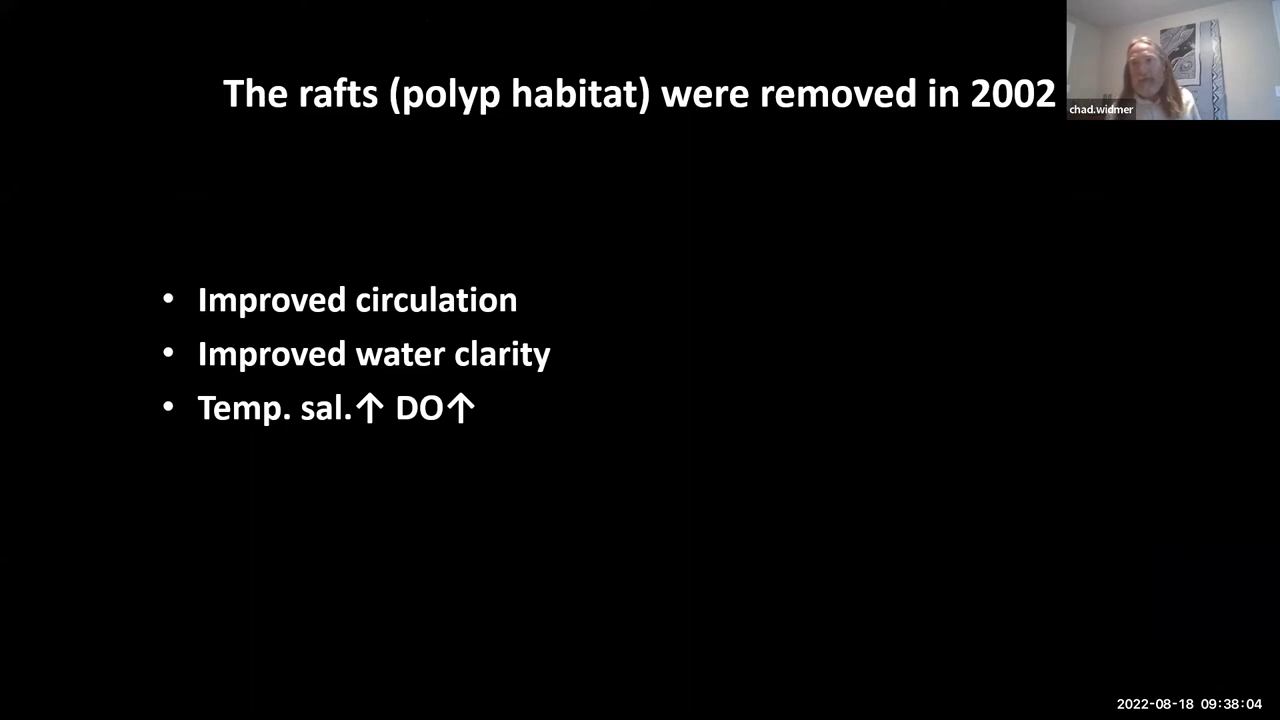 The rafts (polyp habitat) were removed in 2002
chad.widmer
• Improved circulation
• Improved water clarity
• Temp. sal.↑ DO↑
2022-08-18 09:38:04